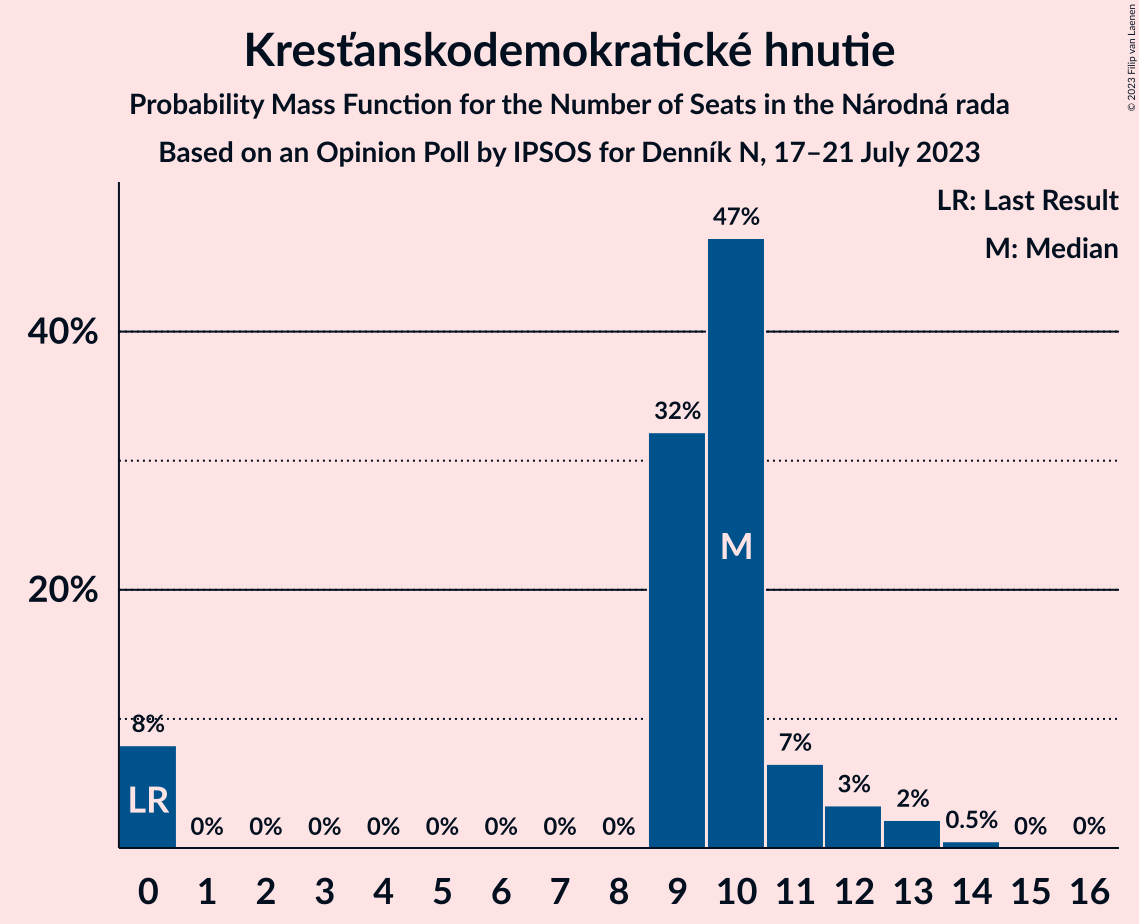 Kresťanskodemokratické hnutie
Probability Mass Function for the Number of Seats in the Národná rada
Based on an Opinion Poll by IPSOS for Denník N, 17–21 July 2023
© 2023 Filip van Laenen
LR: Last Result
M: Median
40%
20%
8% 0% 0% 0% 0% 0% 0% 0% 0% 32% 47% 7% 3% 2% 0.5% 0% 0%
LR
M
0 1 2 3 4 5 6 7 8 9 10 11 12 13 14 15 16